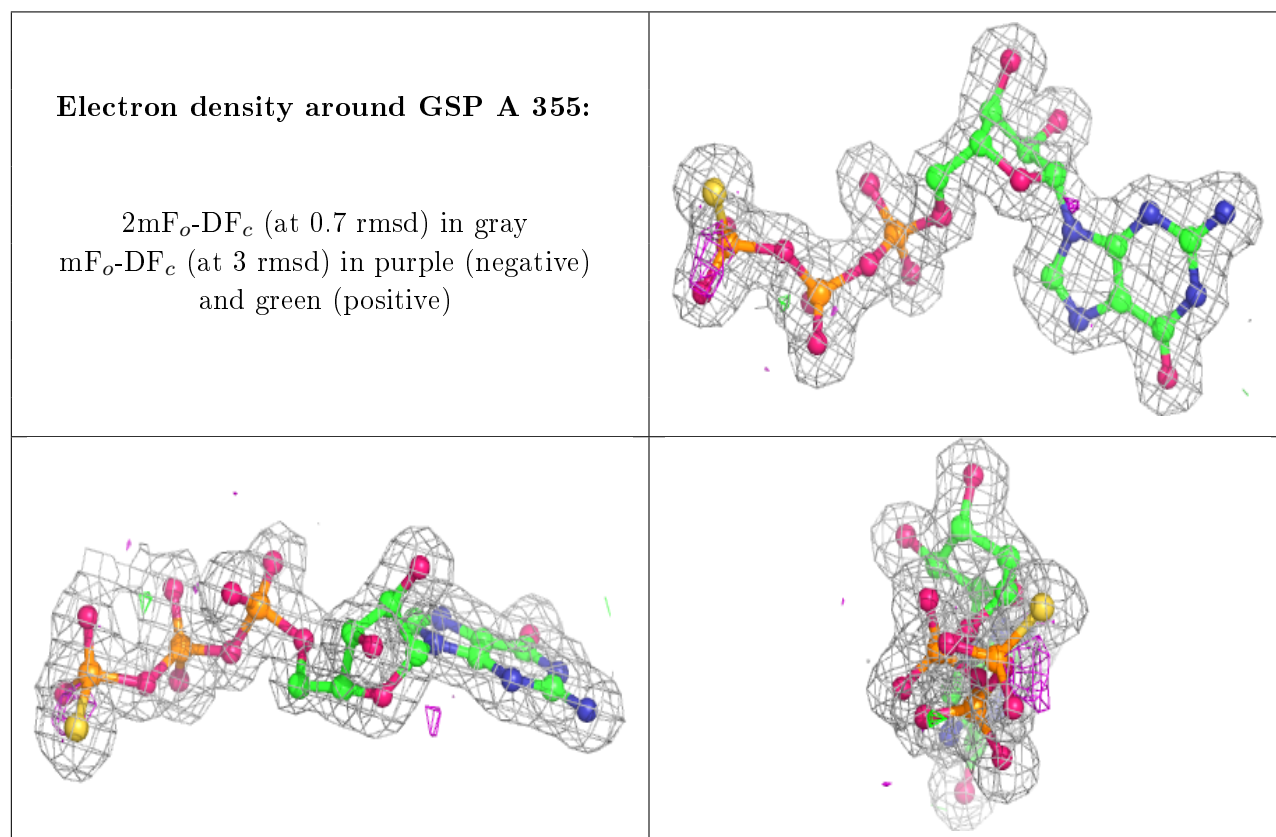 Electron density around GSP A 355:
2mFₒ-DF𝒸 (at 0.7 rmsd) in gray
mFₒ-DF𝒸 (at 3 rmsd) in purple (negative)
and green (positive)